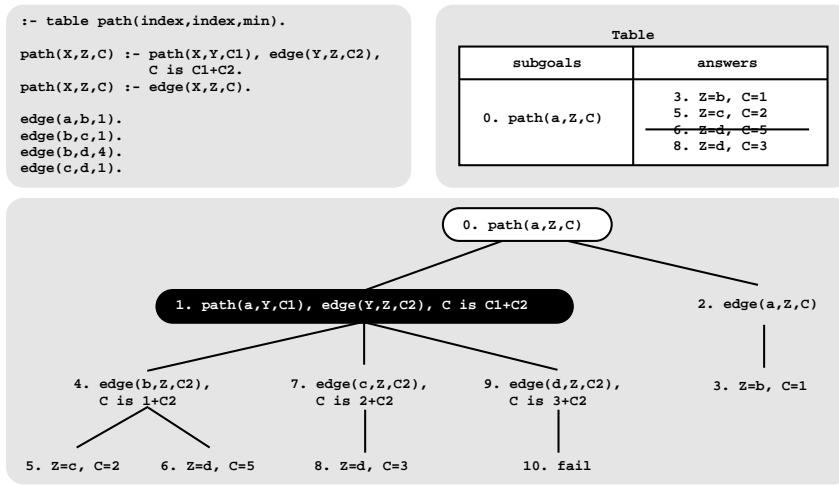 :- table path(index,index,min).
path(X,Z,C) :- path(X,Y,C1), edge(Y,Z,C2),
C is C1+C2.
path(X,Z,C) :- edge(X,Z,C).
edge(a,b,1).
edge(b,c,1).
edge(b,d,4).
edge(c,d,1).
Table
subgoals answers
0. path(a,Z,C)
3. Z=b, C=1
5. Z=c, C=2
6. Z=d, C=5
8. Z=d, C=3
0. path(a,Z,C)
1. path(a,Y,C1), edge(Y,Z,C2), C is C1+C2
2. edge(a,Z,C)
3. Z=b, C=1
4. edge(b,Z,C2),
C is 1+C2
7. edge(c,Z,C2),
C is 2+C2
9. edge(d,Z,C2),
C is 3+C2
5. Z=c, C=2
6. Z=d, C=5
8. Z=d, C=3
10. fail